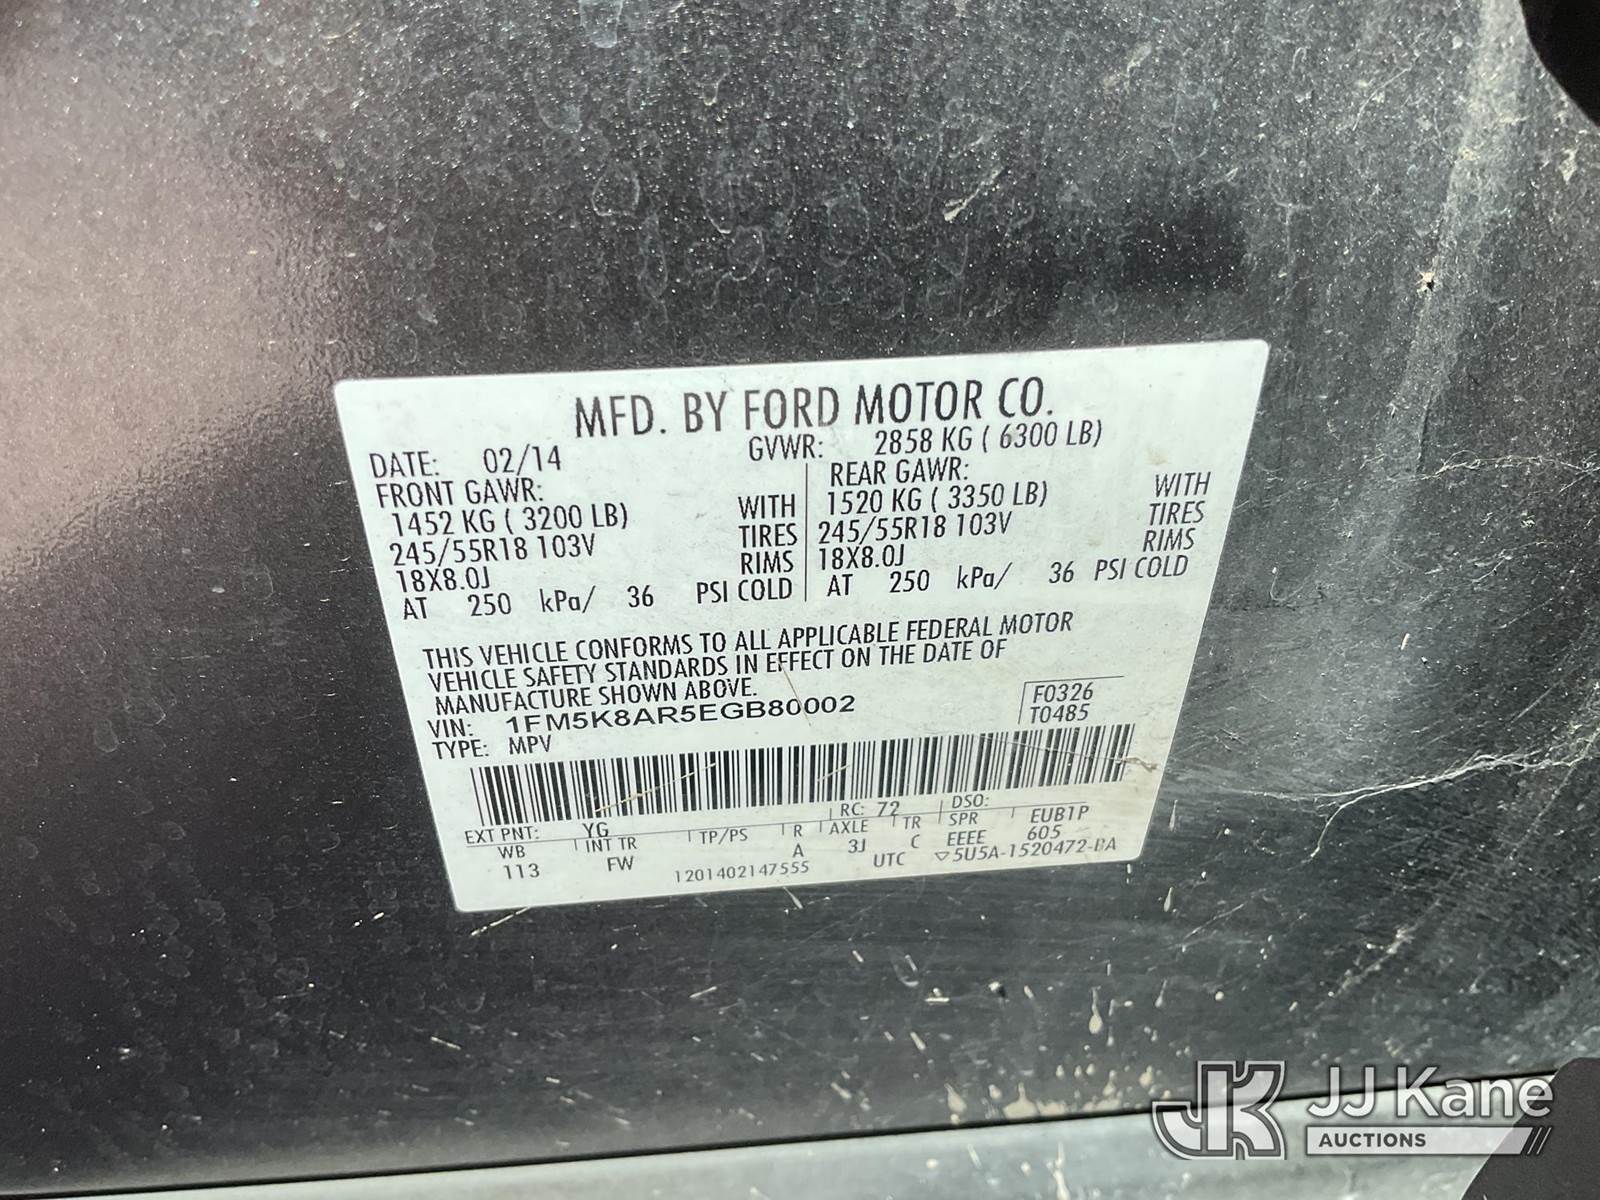 MFD. BY FORD MOTOR CO.
DATE: 02/14 GVWR: 2858 KG ( 6300 LB)
FRONT GAWR: REAR GAWR:
1452 KG ( 3200 LB) WITH 1520 KG ( 3350 LB) WITH
245/55R18 103V TIRES 245/55R18 103V TIRES
18X8.0J RIMS 18X8.0J RIMS
AT 250 kPa/ 36 PSI COLD AT 250 kPa/ 36 PSI COLD
THIS VEHICLE CONFORMS TO ALL APPLICABLE FEDERAL MOTOR
VEHICLE SAFETY STANDARDS IN EFFECT ON THE DATE OF
MANUFACTURE SHOWN ABOVE.
VIN: 1FM5K8AR5EGB80002 F0326
TYPE: MPV T0485
EXT PNT: YG RC: 72 DSO:
WB INT TR TP/PS R AXLE TR SPR EUB1P
113 FW A 3J C EEEE 605
1201402147555 UTC ▽5U5A-1520472-BA
JK JJ Kane
AUCTIONS